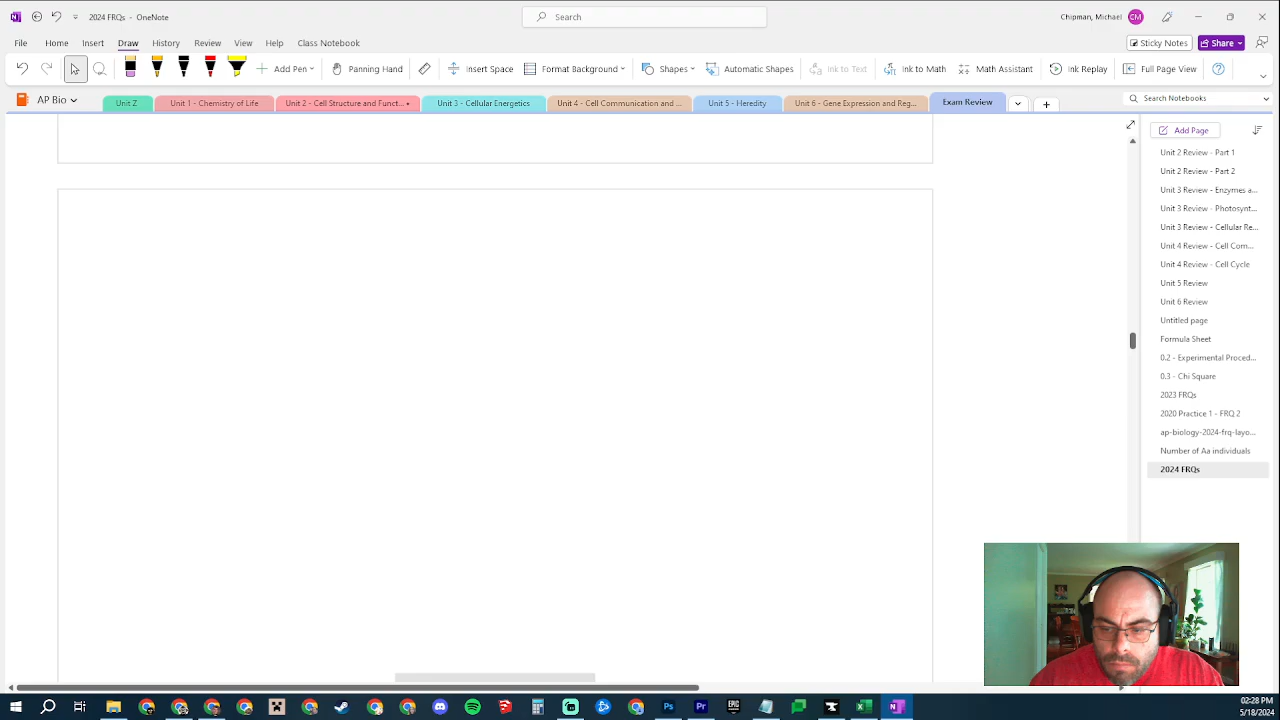 2024 FRQs - OneNote
Search
Chipman, Michael
CM
File
Home
Insert
Draw
History
Review
View
Help
Class Notebook
Sticky Notes
Share
Add Pen
Panning Hand
Insert Space
Format Background
Shapes
Automatic Shapes
Ink to Text
Ink to Math
Math Assistant
Ink Replay
Full Page View
AP Bio
Unit Z
Unit 1 - Chemistry of Life
Unit 2 - Cell Structure and Funct...
Unit 3 - Cellular Energetics
Unit 4 - Cell Communication and ...
Unit 5 - Heredity
Unit 6 - Gene Expression and Reg...
Exam Review
Search Notebooks
Add Page
Unit 2 Review - Part 1
Unit 2 Review - Part 2
Unit 3 Review - Enzymes a...
Unit 3 Review - Photosynt...
Unit 3 Review - Cellular Re...
Unit 4 Review - Cell Com...
Unit 4 Review - Cell Cycle
Unit 5 Review
Unit 6 Review
Untitled page
Formula Sheet
0.2 - Experimental Proced...
0.3 - Chi Square
2023 FRQs
2020 Practice 1 - FRQ 2
ap-biology-2024-frq-layo...
Number of Aa individuals
2024 FRQs
02:28 PM
5/18/2024